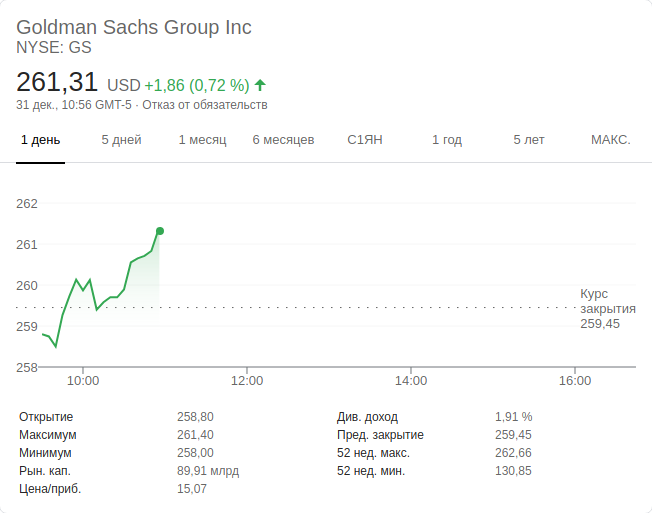 Goldman Sachs Group Inc
NYSE: GS
261,31 USD +1,86 (0,72 %)
31 дек., 10:56 GMT-5 · Отказ от обязательств
1 день 5 дней 1 месяц 6 месяцев С1ЯН 1 год 5 лет МАКС.
262
261
260
Курс
закрытия
259,45
259
258
10:00 12:00 14:00 16:00
Открытие 258,80 Див. доход 1,91 %
Максимум 261,40 Пред. закрытие 259,45
Минимум 258,00 52 нед. макс. 262,66
Рын. кап. 89,91 млрд 52 нед. мин. 130,85
Цена/приб. 15,07